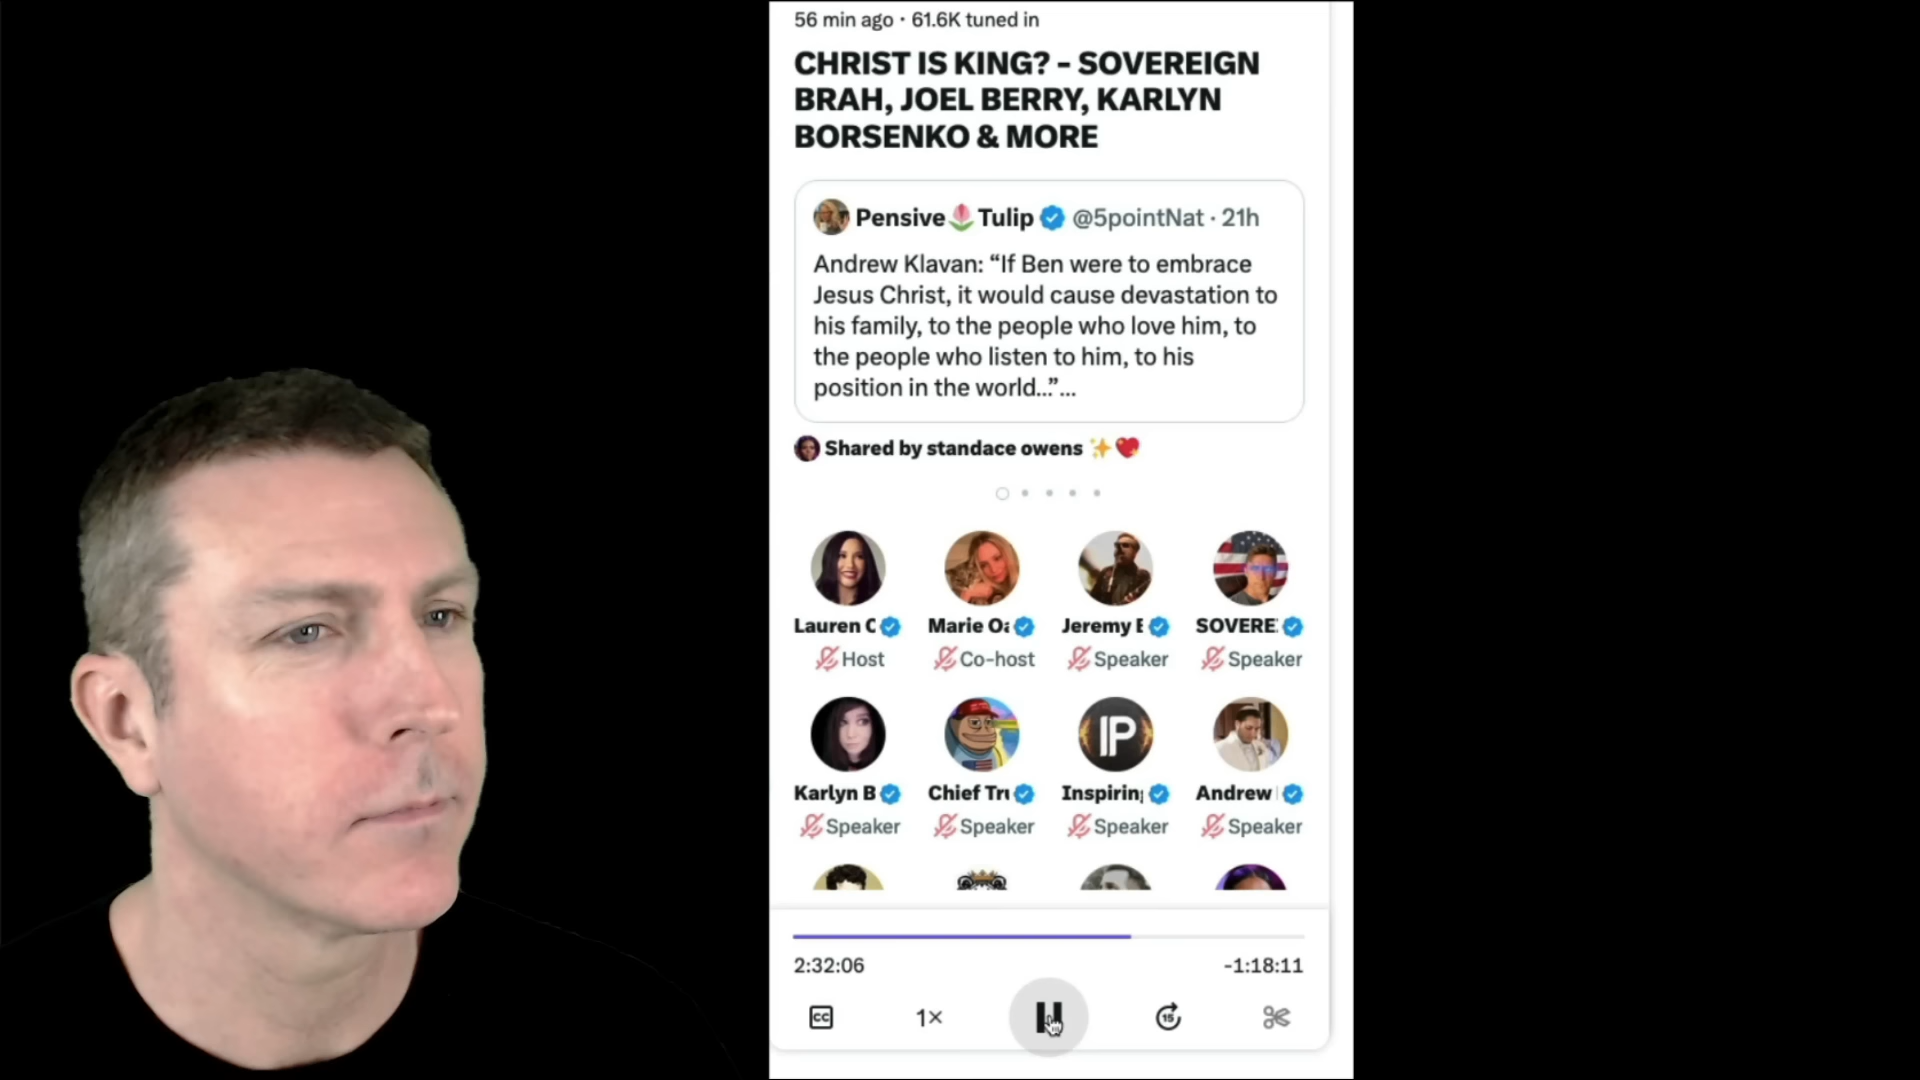 56 min ago · 61.6K tuned in
CHRIST IS KING? - SOVEREIGN
BRAH, JOEL BERRY, KARLYN
BORSENKO & MORE
Pensive🌷Tulip @5pointNat · 21h
Andrew Klavan: “If Ben were to embrace
Jesus Christ, it would cause devastation to
his family, to the people who love him, to
the people who listen to him, to his
position in the world...”...
Shared by standace owens ✨💖
Lauren C Marie Oa Jeremy B SOVERE
Host Co-host Speaker Speaker
Karlyn B Chief Tru Inspirin Andrew
IP
Speaker Speaker Speaker Speaker
2:32:06 -1:18:11
CC 1× 15